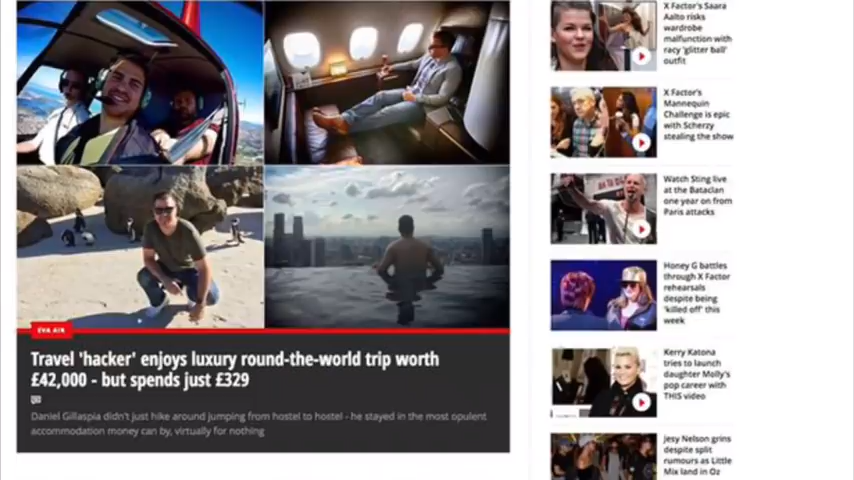 EVA AIR
Travel 'hacker' enjoys luxury round-the-world trip worth
£42,000 - but spends just £329
Daniel Gillaspia didn't just hike around jumping from hostel to hostel - he stayed in the most opulent
accommodation money can by, virtually for nothing
X Factor's Saara
Aalto risks
wardrobe
malfunction with
racy 'glitter ball'
outfit
X Factor's
Mannequin
Challenge is epic
with Scherzy
stealing the show
Watch Sting live
at the Bataclan
one year on from
Paris attacks
Honey G battles
through X Factor
rehearsals
despite being
'killed off' this
week
Kerry Katona
tries to launch
daughter Molly's
pop career with
THIS video
Jesy Nelson grins
despite split
rumours as Little
Mix land in Oz